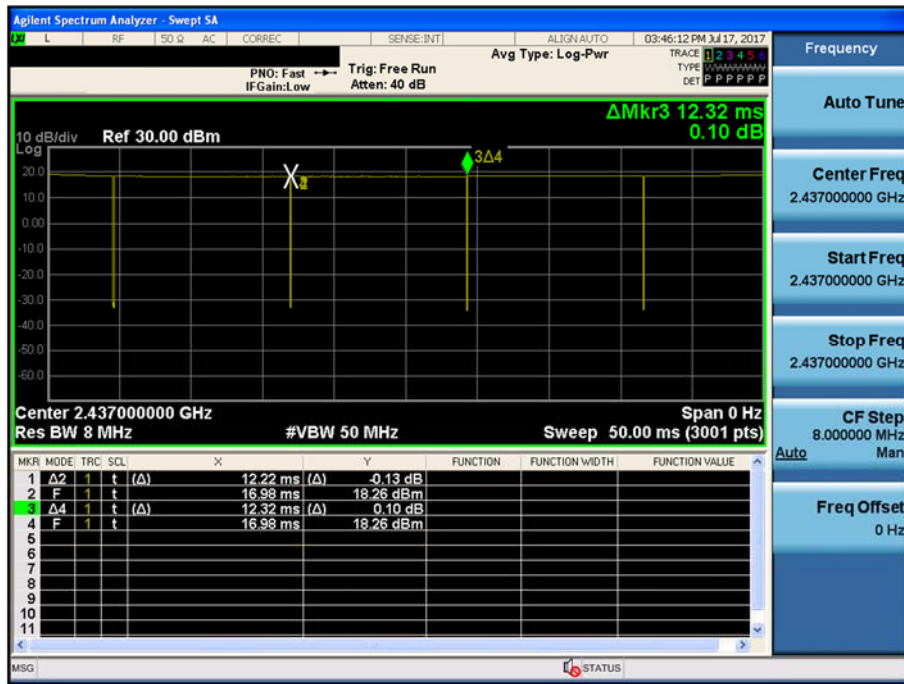 Agilent Spectrum Analyzer - Swept SA
LXI L RF 50 Ω AC CORREC SENSE:INT ALIGN AUTO 03:46:12 PM Jul 17, 2017
Frequency
PNO: Fast
IFGain:Low
Trig: Free Run
Atten: 40 dB
Avg Type: Log-Pwr
TRACE 1 2 3 4 5 6
TYPE
DET P P P P P P
Auto Tune
ΔMkr3 12.32 ms
0.10 dB
10 dB/div Ref 30.00 dBm
Log
20.0
10.0
0.00
-10.0
-20.0
-30.0
-40.0
-50.0
-60.0
3Δ4
Center Freq
2.437000000 GHz
Start Freq
2.437000000 GHz
Stop Freq
2.437000000 GHz
CF Step
8.000000 MHz
Auto Man
Freq Offset
0 Hz
Center 2.437000000 GHz Span 0 Hz
Res BW 8 MHz #VBW 50 MHz Sweep 50.00 ms (3001 pts)
MKR MODE TRC SCL X Y FUNCTION FUNCTION WIDTH FUNCTION VALUE
1 Δ2 1 t (Δ) 12.22 ms (Δ) -0.13 dB
2 F 1 t 16.98 ms 18.26 dBm
3 Δ4 1 t (Δ) 12.32 ms (Δ) 0.10 dB
4 F 1 t 16.98 ms 18.26 dBm
5
6
7
8
9
10
11
MSG STATUS